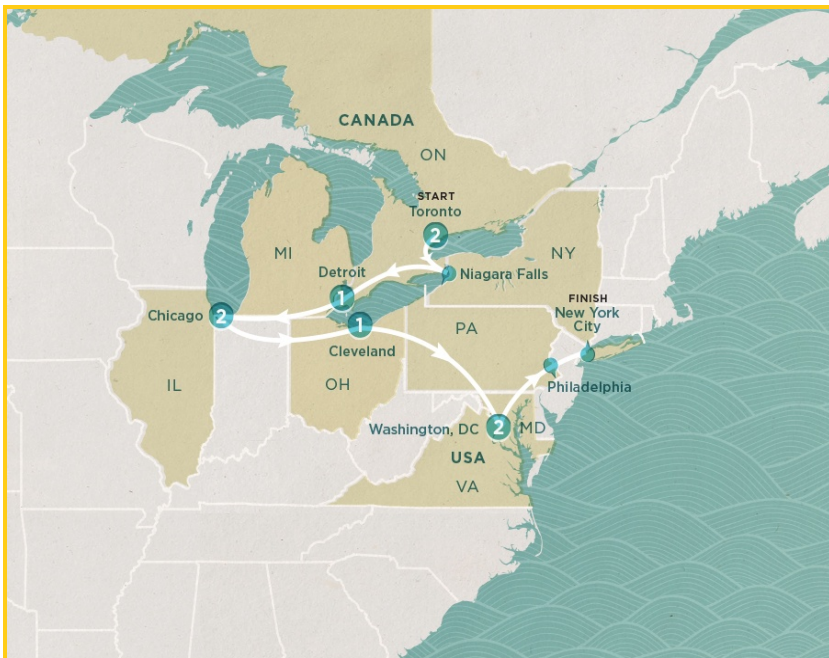 CANADA
ON
START
Toronto
2
MI
NY
Detroit
Niagara Falls
1
FINISH
New York
City
Chicago
2
1
PA
Cleveland
IL
OH
Philadelphia
Washington, DC
2
MD
USA
VA